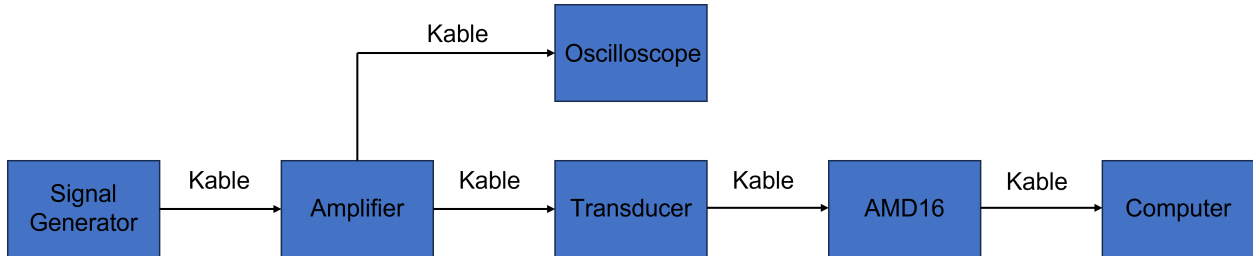 Kable
Oscilloscope
Signal
Generator
Kable
Amplifier
Kable
Transducer
Kable
AMD16
Kable
Computer